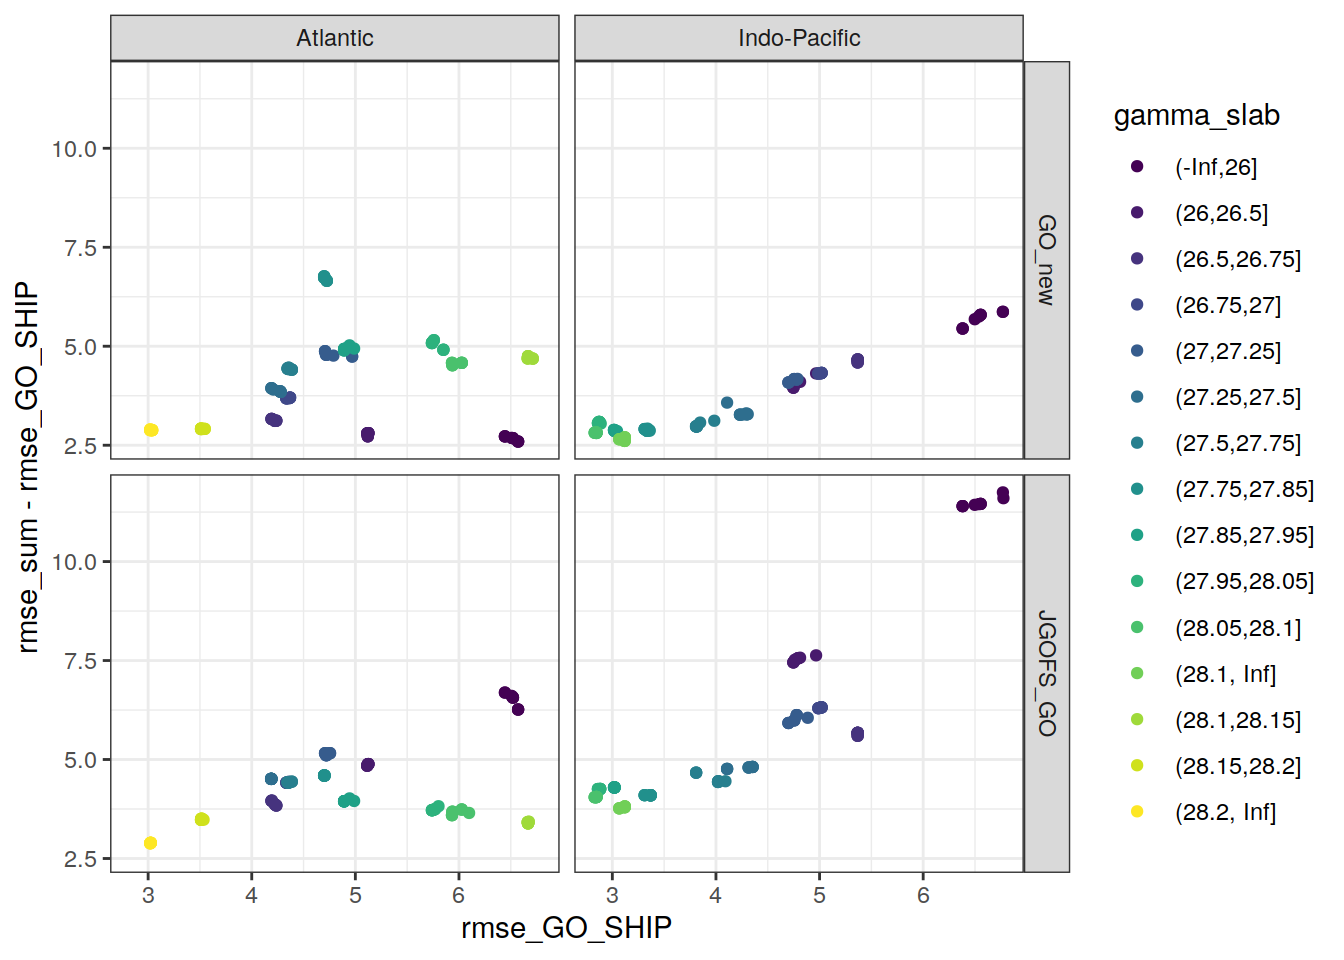 Atlantic
Indo-Pacific
GO_new
JGOFS_GO
rmse_sum - rmse_GO_SHIP
10.0
7.5
5.0
2.5
10.0
7.5
5.0
2.5
3 4 5 6
3 4 5 6
rmse_GO_SHIP
gamma_slab
(-Inf,26]
(26,26.5]
(26.5,26.75]
(26.75,27]
(27,27.25]
(27.25,27.5]
(27.5,27.75]
(27.75,27.85]
(27.85,27.95]
(27.95,28.05]
(28.05,28.1]
(28.1, Inf]
(28.1,28.15]
(28.15,28.2]
(28.2, Inf]